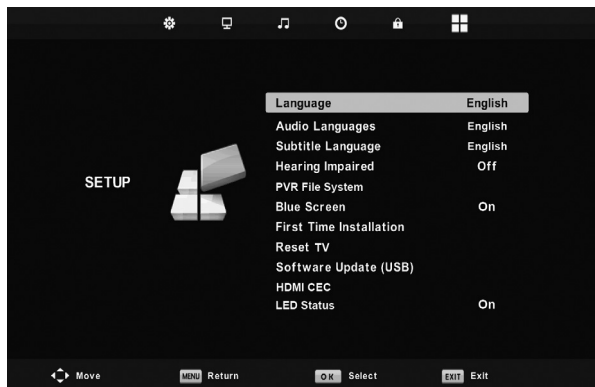 Language English
Audio Languages English
Subtitle Language English
Hearing Impaired Off
SETUP
PVR File System
Blue Screen On
First Time Installation
Reset TV
Software Update (USB)
HDMI CEC
LED Status On
Move MENU Return OK Select EXIT Exit